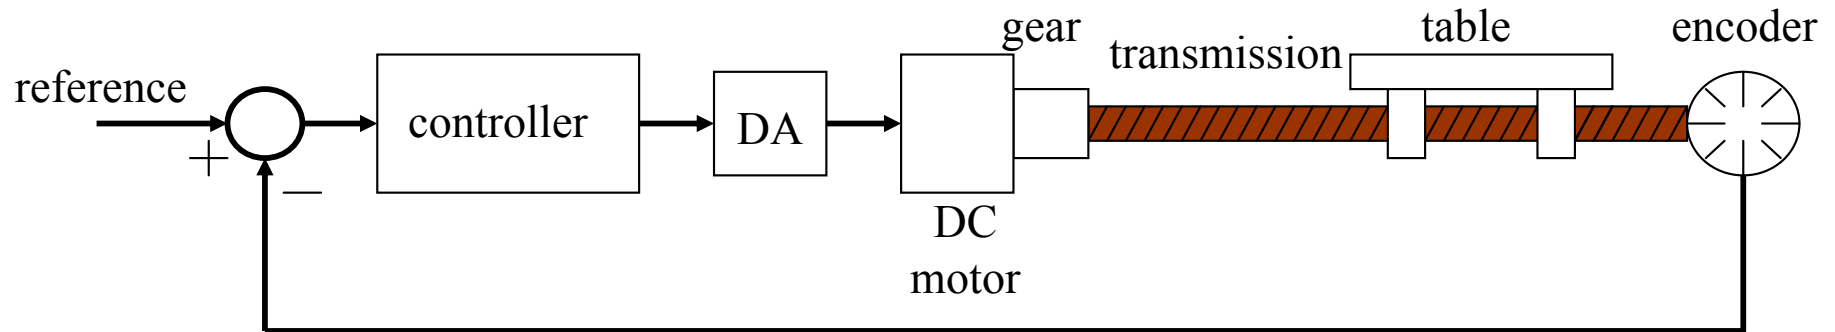 reference
+
−
controller
DA
DC
motor
gear
transmission
table
encoder